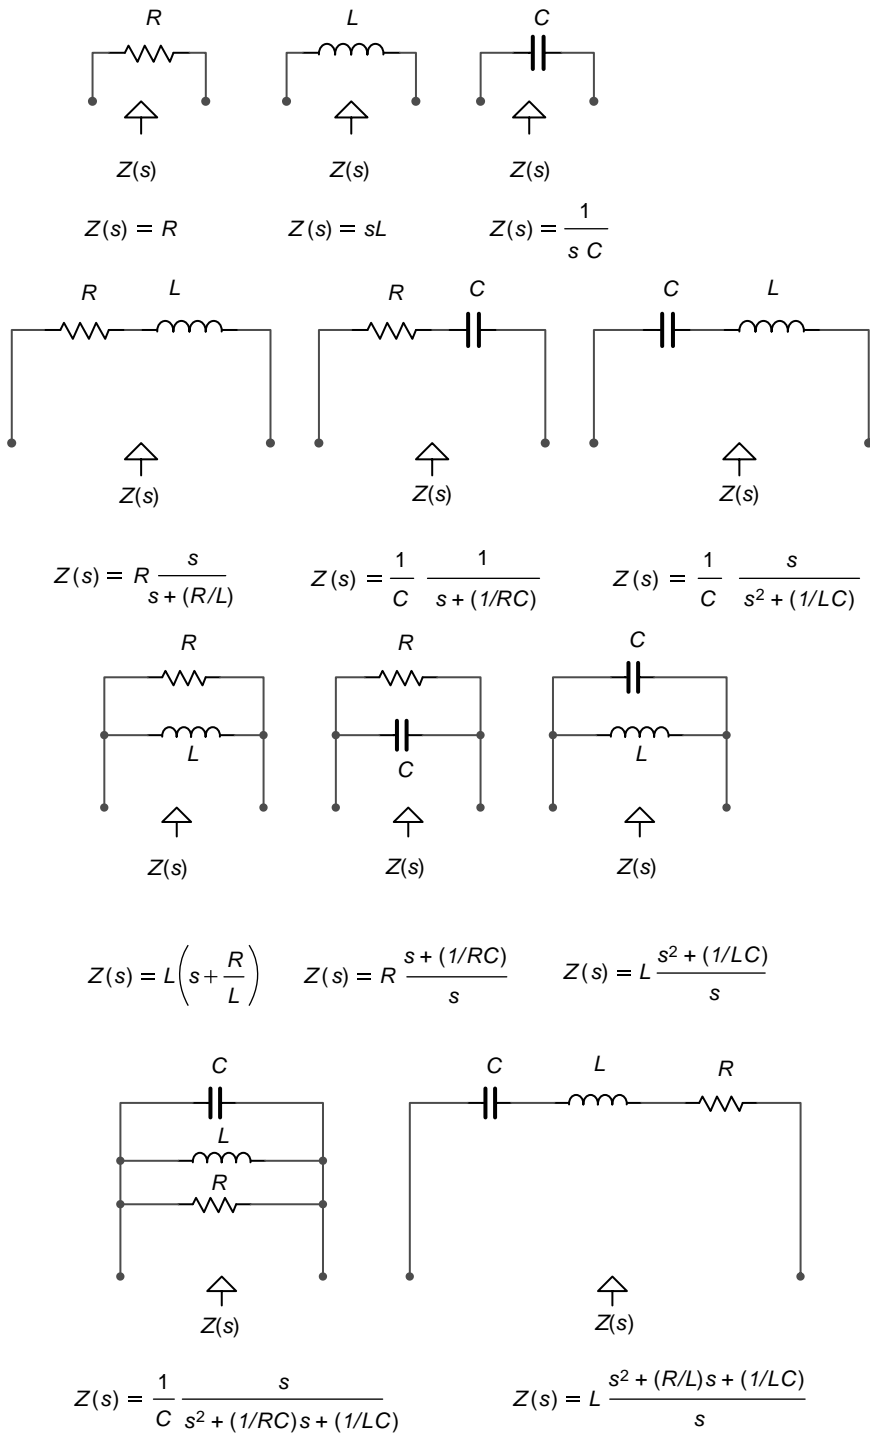 R L C
Z(s) Z(s) Z(s)
Z(s) = R Z(s) = sL Z(s) = 1/(s C)
R L R C C L
Z(s) Z(s) Z(s)
Z(s) = R s/(s + (R/L)) Z(s) = 1/C 1/(s + (1/RC)) Z(s) = 1/C s/(s² + (1/LC))
R R C
L C L
Z(s) Z(s) Z(s)
Z(s) = L(s + R/L) Z(s) = R (s + (1/RC))/s Z(s) = L (s² + (1/LC))/s
C C L R
L
R
Z(s) Z(s)
Z(s) = 1/C s/(s² + (1/RC)s + (1/LC)) Z(s) = L (s² + (R/L)s + (1/LC))/s